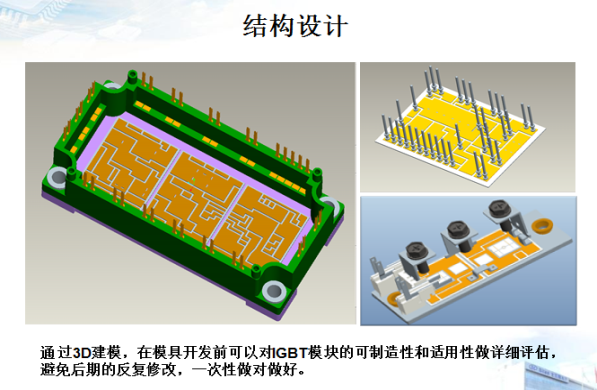 结构设计
通过3D建模，在模具开发前可以对IGBT模块的可制造性和适用性做详细评估，
避免后期的反复修改，一次性做对做好。